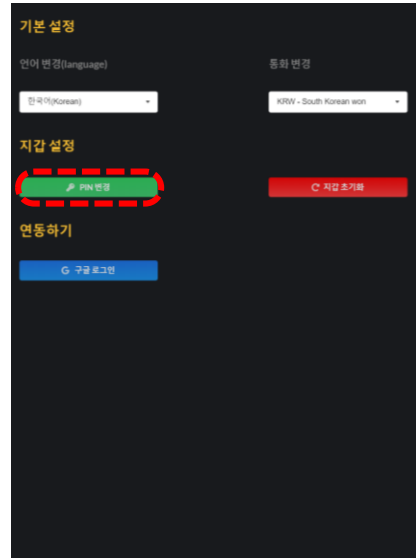 기본 설정
언어 변경(language)
통화 변경
한국어(Korean)
KRW - South Korean won
지갑 설정
PIN 변경
지갑 초기화
연동하기
G 구글 로그인